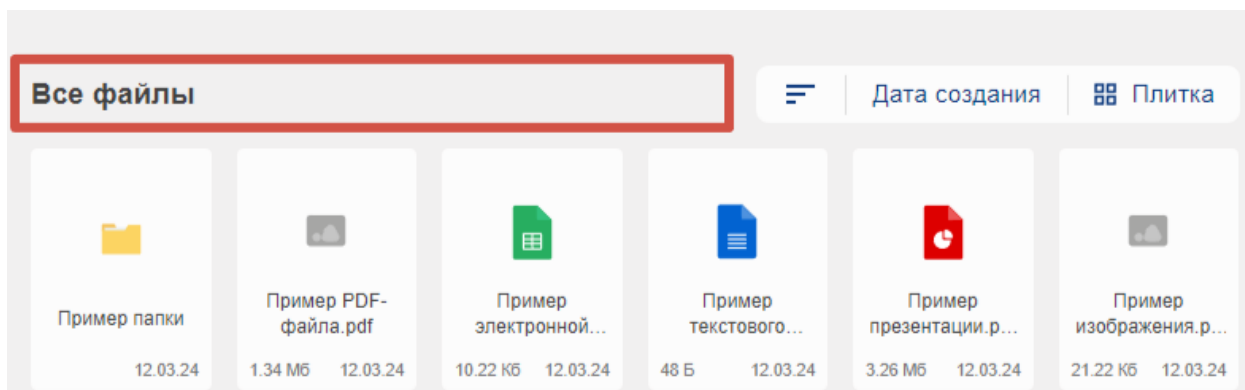 Все файлы
Дата создания
Плитка
Пример папки
12.03.24
Пример PDF-
файла.pdf
1.34 Мб 12.03.24
Пример
электронной...
10.22 Кб 12.03.24
Пример
текстового...
48 Б 12.03.24
Пример
презентации.p...
3.26 Мб 12.03.24
Пример
изображения.p...
21.22 Кб 12.03.24